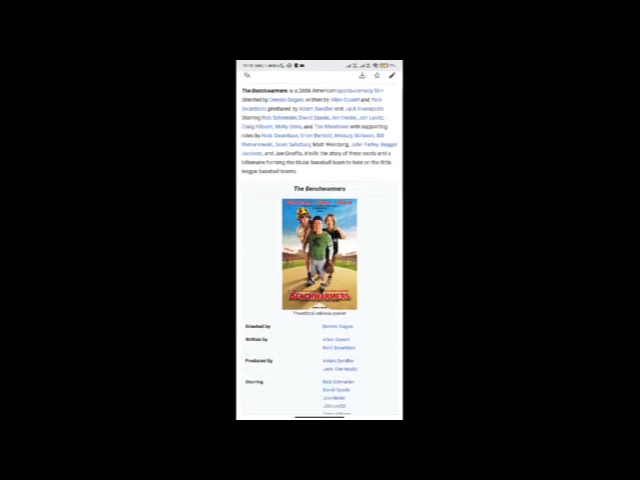 The Benchwarmers is a 2006 American sports-comedy film
directed by Dennis Dugan, written by Allen Covert and Nick
Swardson, produced by Adam Sandler and Jack Giarraputo.
Starring Rob Schneider, David Spade, Jon Heder, Jon Lovitz,
Craig Kilborn, Molly Sims, and Tim Meadows with supporting
roles by Nick Swardson, Erinn Bartlett, Amaury Nolasco, Bill
Romanowski, Sean Salisbury, Matt Weinberg, John Farley, Reggie
Jackson, and Joe Gnoffo, it tells the story of three nerds and a
billionaire forming the titular baseball team to take on the little
league baseball teams.
The Benchwarmers
BENCHWARMERS
Theatrical release poster
Directed by
Dennis Dugan
Written by
Allen Covert
Nick Swardson
Produced by
Adam Sandler
Jack Giarraputo
Starring
Rob Schneider
David Spade
Jon Heder
Jon Lovitz